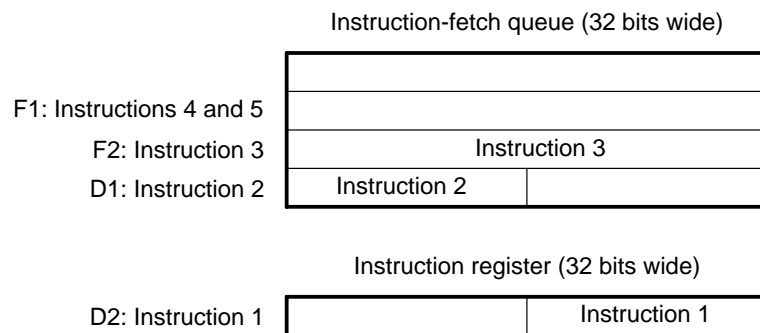 Instruction-fetch queue (32 bits wide)
F1: Instructions 4 and 5
F2: Instruction 3 Instruction 3
D1: Instruction 2 Instruction 2
Instruction register (32 bits wide)
D2: Instruction 1 Instruction 1